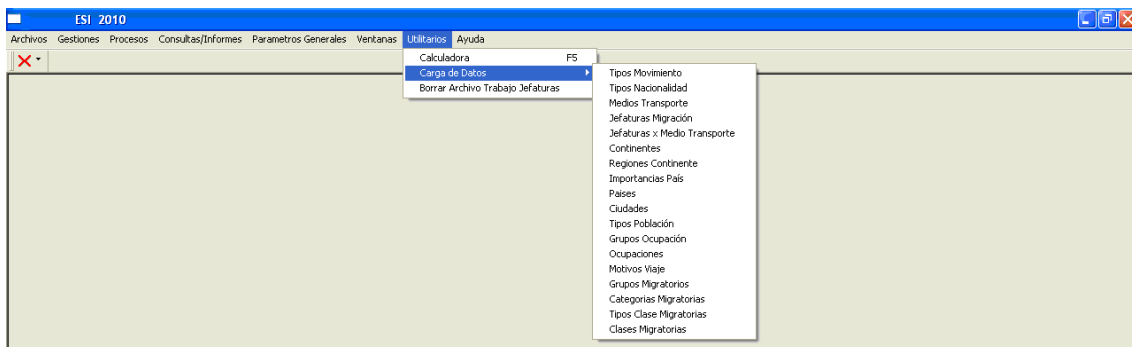 ESI 2010
Archivos Gestiones Procesos Consultas/Informes Parametros Generales Ventanas Utilitarios Ayuda
Calculadora F5
Carga de Datos
Borrar Archivo Trabajo Jefaturas
Tipos Movimiento
Tipos Nacionalidad
Medios Transporte
Jefaturas Migración
Jefaturas x Medio Transporte
Continentes
Regiones Continente
Importancias País
Paises
Ciudades
Tipos Población
Grupos Ocupación
Ocupaciones
Motivos Viaje
Grupos Migratorios
Categorias Migratorias
Tipos Clase Migratorias
Clases Migratorias